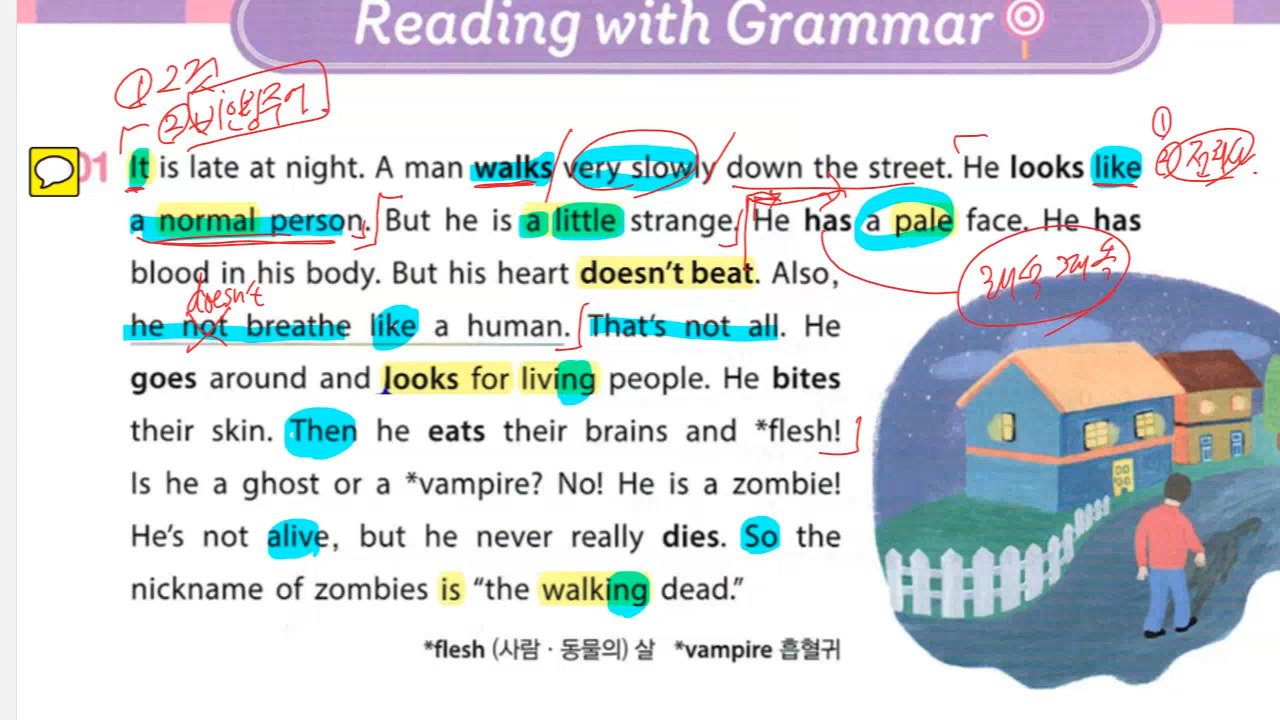 Reading with Grammar
① 2형
② 비인칭주어
01 It is late at night. A man walks very slowly down the street. He looks like
①
a normal person. But he is a little strange. He has a pale face. He has
blood in his body. But his heart doesn't beat. Also,
doesn't
he not breathe like a human. That's not all. He
goes around and looks for living people. He bites
their skin. Then he eats their brains and *flesh!
Is he a ghost or a *vampire? No! He is a zombie!
He's not alive, but he never really dies. So the
nickname of zombies is “the walking dead.”
*flesh (사람 · 동물의) 살 *vampire 흡혈귀